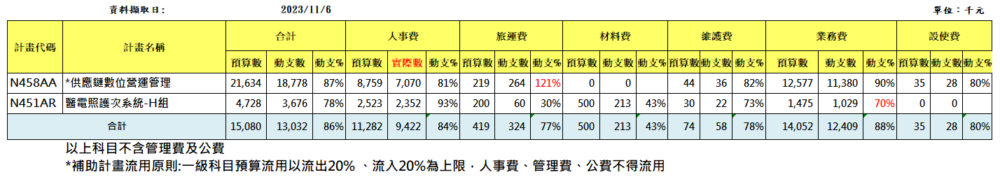 資料擷取日: 2023/11/6 單位：千元
計畫代碼 計畫名稱 合計 人事費 旅運費 材料費 維護費 業務費 設使費
預算數 動支數 動支% 預算數 實際數 動支% 預算數 動支數 動支% 預算數 動支數 動支% 預算數 動支數 動支% 預算數 動支數 動支% 預算數 動支數 動支%
N458AA *供應鏈數位營運管理 21,634 18,778 87% 8,759 7,070 81% 219 264 121% 0 0 44 36 82% 12,577 11,380 90% 35 28 80%
N451AR 醫電照護次系統-H組 4,728 3,676 78% 2,523 2,352 93% 200 60 30% 500 213 43% 30 22 73% 1,475 1,029 70% 0 0
合計 15,080 13,032 86% 11,282 9,422 84% 419 324 77% 500 213 43% 74 58 78% 14,052 12,409 88% 35 28 80%
以上科目不含管理費及公費
*補助計畫流用原則:一級科目預算流用以流出20% 、流入20%為上限，人事費、管理費、公費不得流用